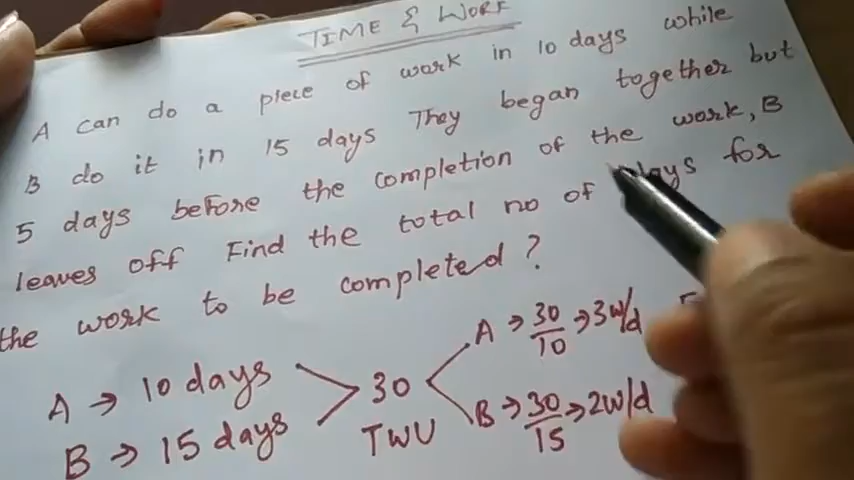 TIME & WORK
A can do a piece of work in 10 days while
B do it in 15 days They began together but
5 days before the completion of the work, B
leaves off Find the total no of days for
the work to be completed ?
A → 10 days
B → 15 days
30
TWU
A → 30/10 → 3w/d
B → 30/15 → 2w/d